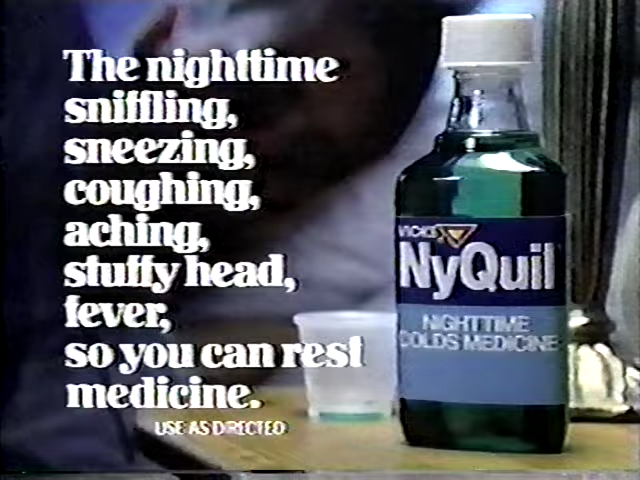 The nighttime
sniffling,
sneezing,
coughing,
aching,
stuffy head,
fever,
so you can rest
medicine.
USE AS DIRECTED
VICKS
NyQuil
NIGHTTIME
COLDS MEDICINE